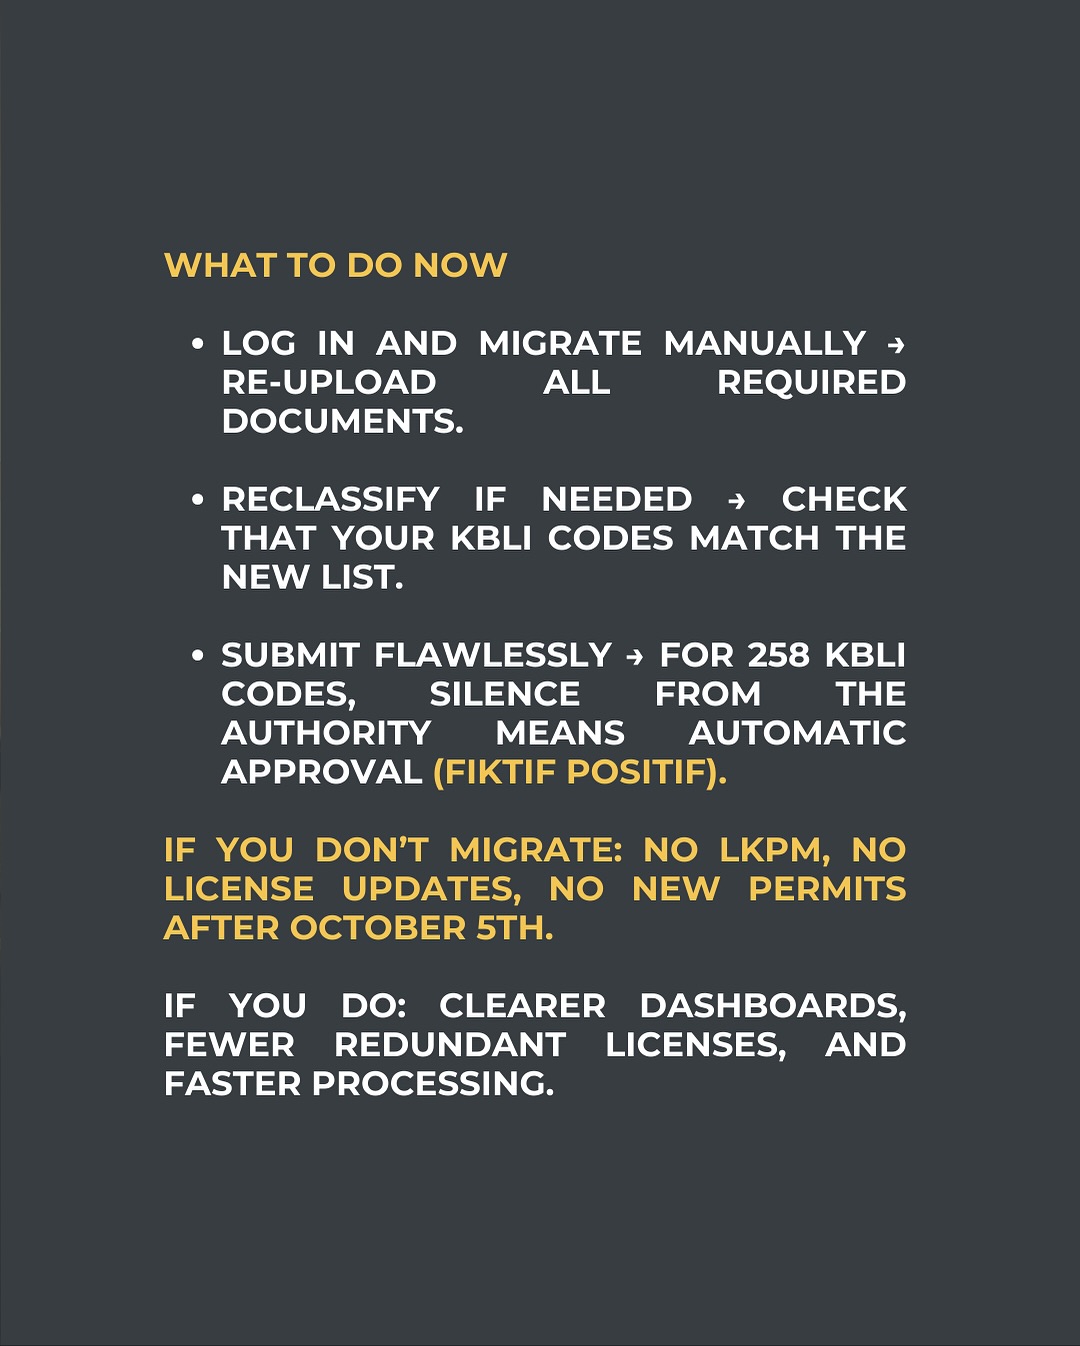 WHAT TO DO NOW
• LOG IN AND MIGRATE MANUALLY →
RE-UPLOAD ALL REQUIRED
DOCUMENTS.
• RECLASSIFY IF NEEDED → CHECK
THAT YOUR KBLI CODES MATCH THE
NEW LIST.
• SUBMIT FLAWLESSLY → FOR 258 KBLI
CODES, SILENCE FROM THE
AUTHORITY MEANS AUTOMATIC
APPROVAL (FIKTIF POSITIF).
IF YOU DON’T MIGRATE: NO LKPM, NO
LICENSE UPDATES, NO NEW PERMITS
AFTER OCTOBER 5TH.
IF YOU DO: CLEARER DASHBOARDS,
FEWER REDUNDANT LICENSES, AND
FASTER PROCESSING.